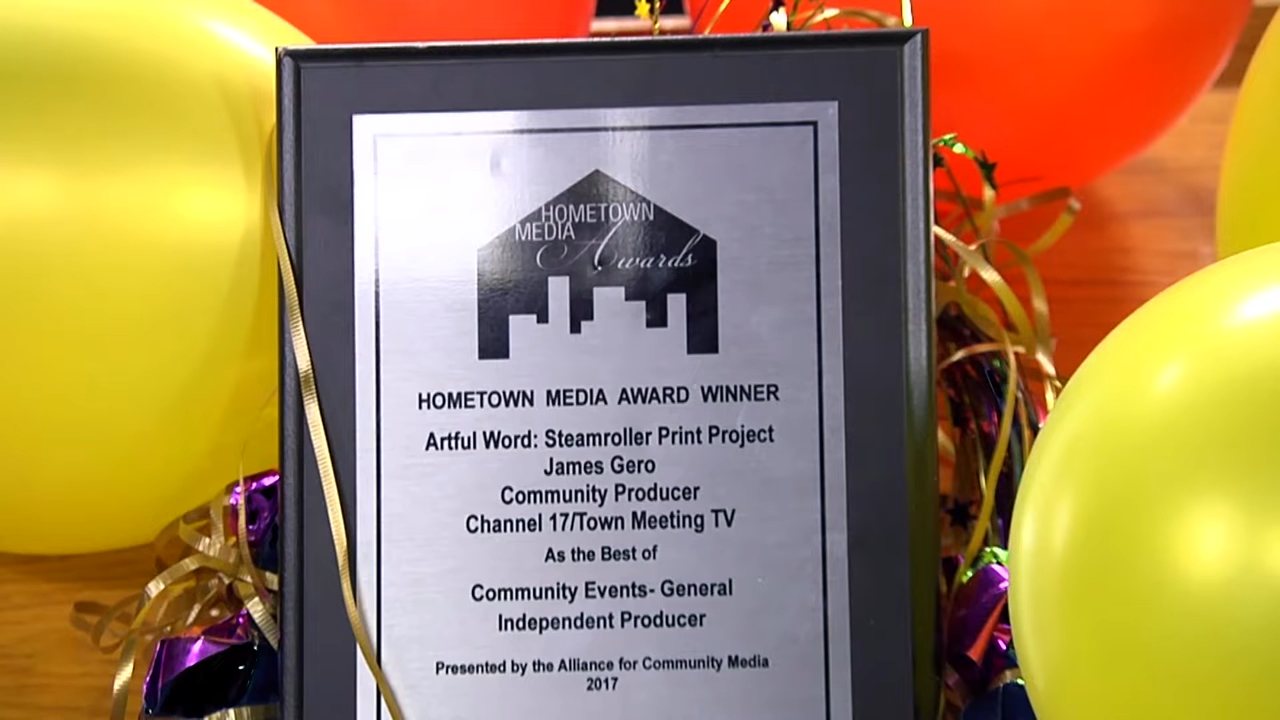 HOMETOWN
MEDIA
Awards
HOMETOWN MEDIA AWARD WINNER
Artful Word: Steamroller Print Project
James Gero
Community Producer
Channel 17/Town Meeting TV
As the Best of
Community Events- General
Independent Producer
Presented by the Alliance for Community Media
2017